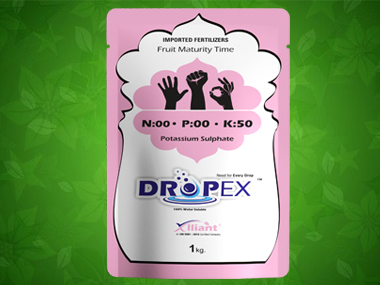 IMPORTED FERTILIZERS
Fruit Maturity Time
N:00 • P:00 • K:50
Potassium Sulphate
Need for Every Drop
DROPEX
100% Water Soluble
Xlliant
1kg.